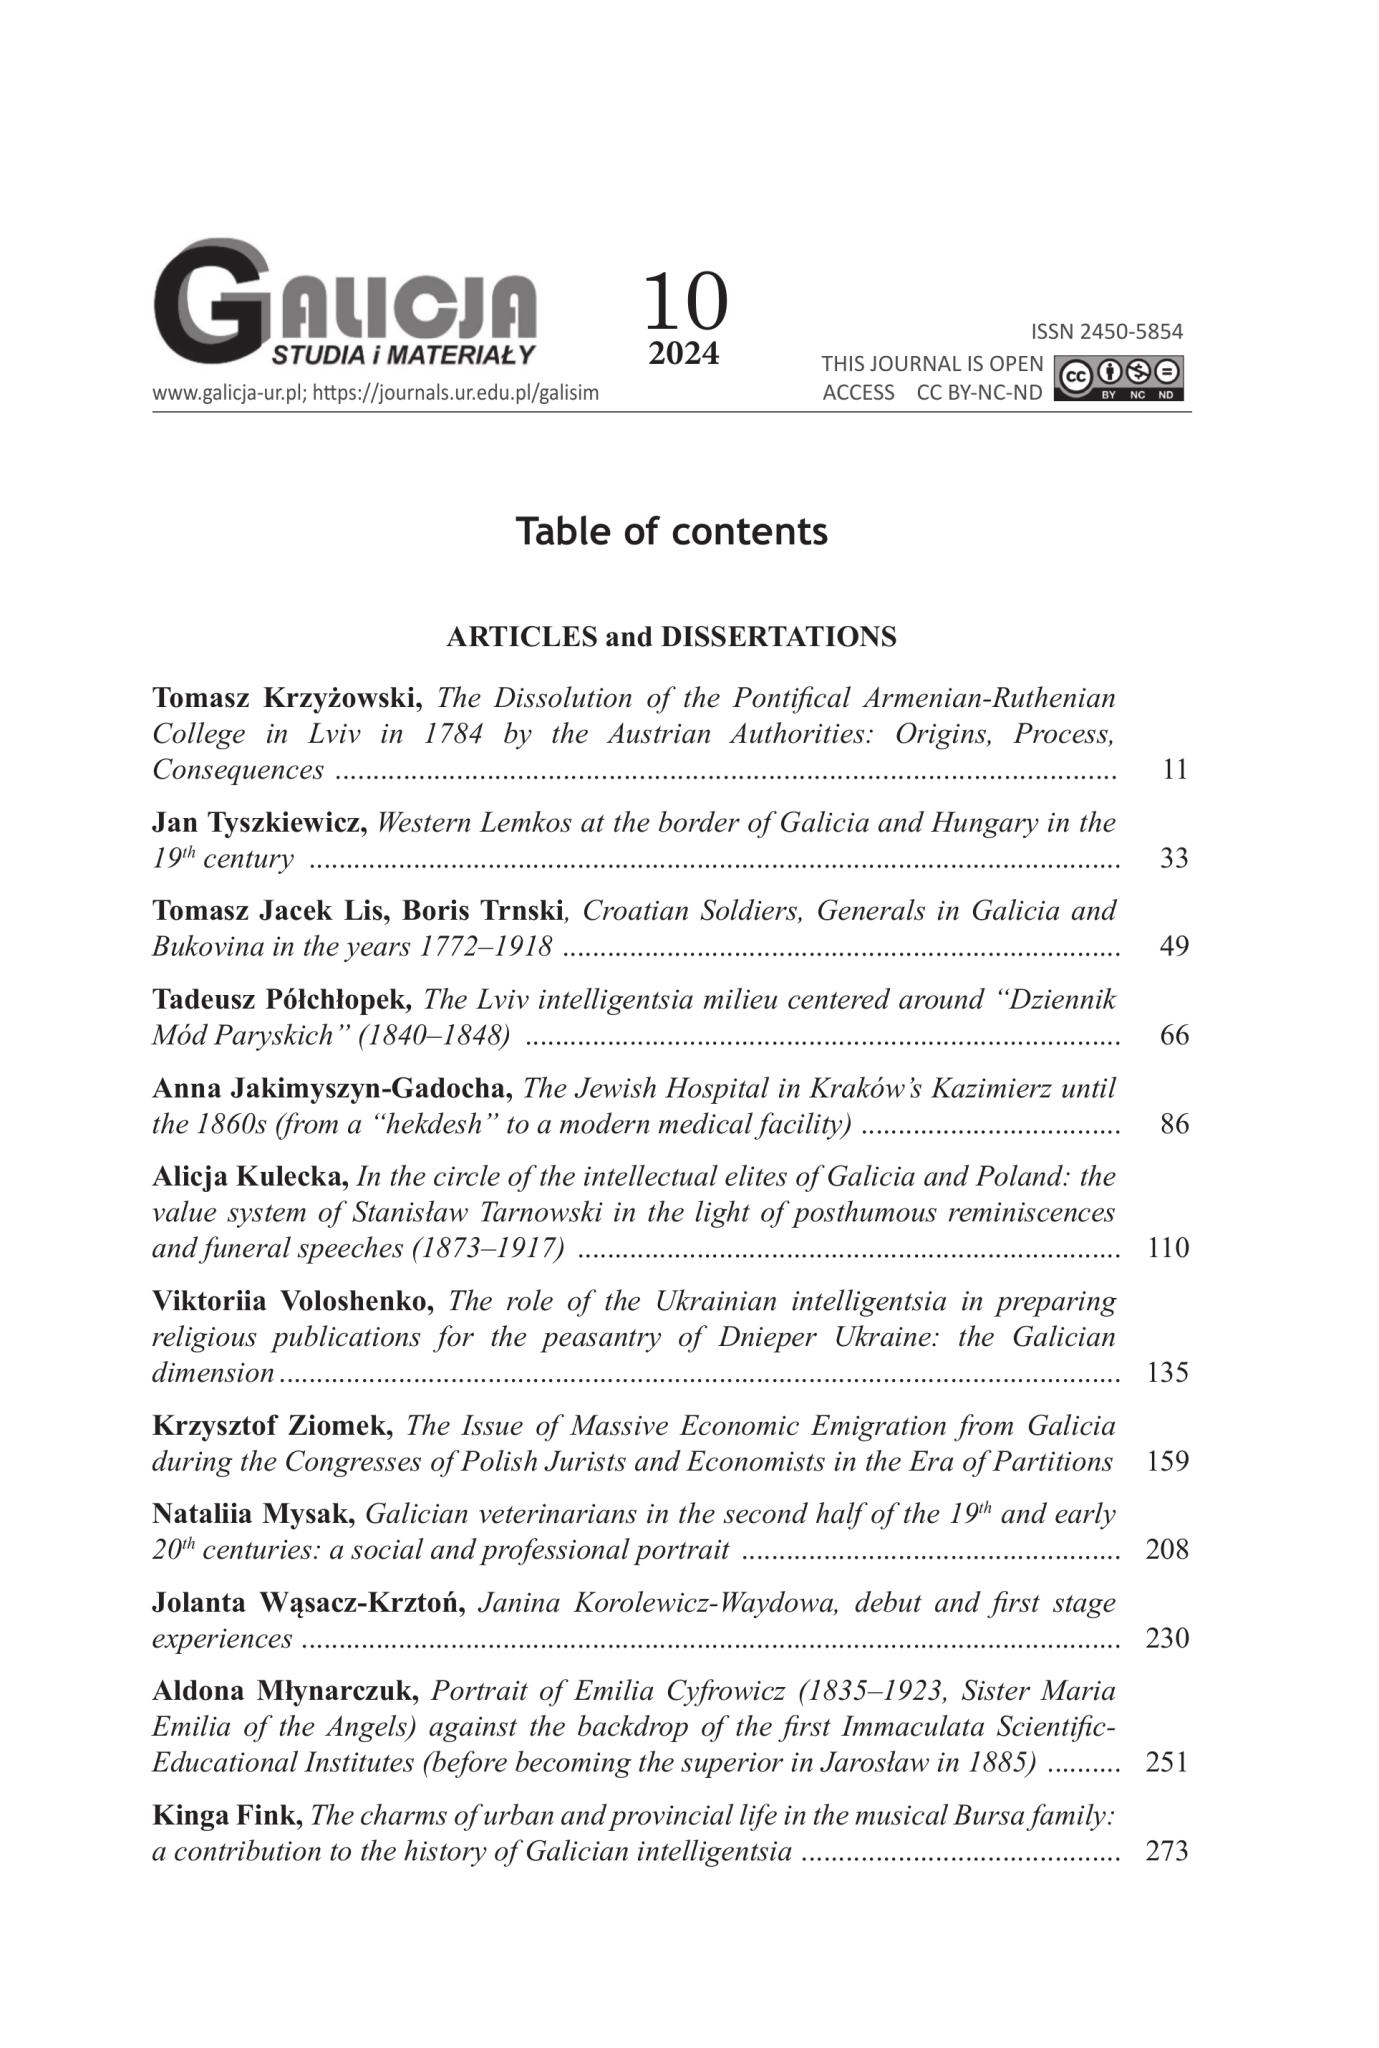 GALICJA
STUDIA i MATERIAŁY
www.galicja-ur.pl; https://journals.ur.edu.pl/galisim
10
2024
ISSN 2450-5854
THIS JOURNAL IS OPEN
ACCESS CC BY-NC-ND
cc BY NC ND
Table of contents
ARTICLES and DISSERTATIONS
Tomasz Krzyżowski, The Dissolution of the Pontifical Armenian-Ruthenian
College in Lviv in 1784 by the Austrian Authorities: Origins, Process,
Consequences ........ 11
Jan Tyszkiewicz, Western Lemkos at the border of Galicia and Hungary in the
19th century ........ 33
Tomasz Jacek Lis, Boris Trnski, Croatian Soldiers, Generals in Galicia and
Bukovina in the years 1772–1918 ........ 49
Tadeusz Półchłopek, The Lviv intelligentsia milieu centered around “Dziennik
Mód Paryskich” (1840–1848) ........ 66
Anna Jakimyszyn-Gadocha, The Jewish Hospital in Kraków’s Kazimierz until
the 1860s (from a “hekdesh” to a modern medical facility) ........ 86
Alicja Kulecka, In the circle of the intellectual elites of Galicia and Poland: the
value system of Stanisław Tarnowski in the light of posthumous reminiscences
and funeral speeches (1873–1917) ........ 110
Viktoriia Voloshenko, The role of the Ukrainian intelligentsia in preparing
religious publications for the peasantry of Dnieper Ukraine: the Galician
dimension ........ 135
Krzysztof Ziomek, The Issue of Massive Economic Emigration from Galicia
during the Congresses of Polish Jurists and Economists in the Era of Partitions 159
Nataliia Mysak, Galician veterinarians in the second half of the 19th and early
20th centuries: a social and professional portrait ........ 208
Jolanta Wąsacz-Krztoń, Janina Korolewicz-Waydowa, debut and first stage
experiences ........ 230
Aldona Młynarczuk, Portrait of Emilia Cyfrowicz (1835–1923, Sister Maria
Emilia of the Angels) against the backdrop of the first Immaculata Scientific-
Educational Institutes (before becoming the superior in Jarosław in 1885) ........ 251
Kinga Fink, The charms of urban and provincial life in the musical Bursa family:
a contribution to the history of Galician intelligentsia ........ 273